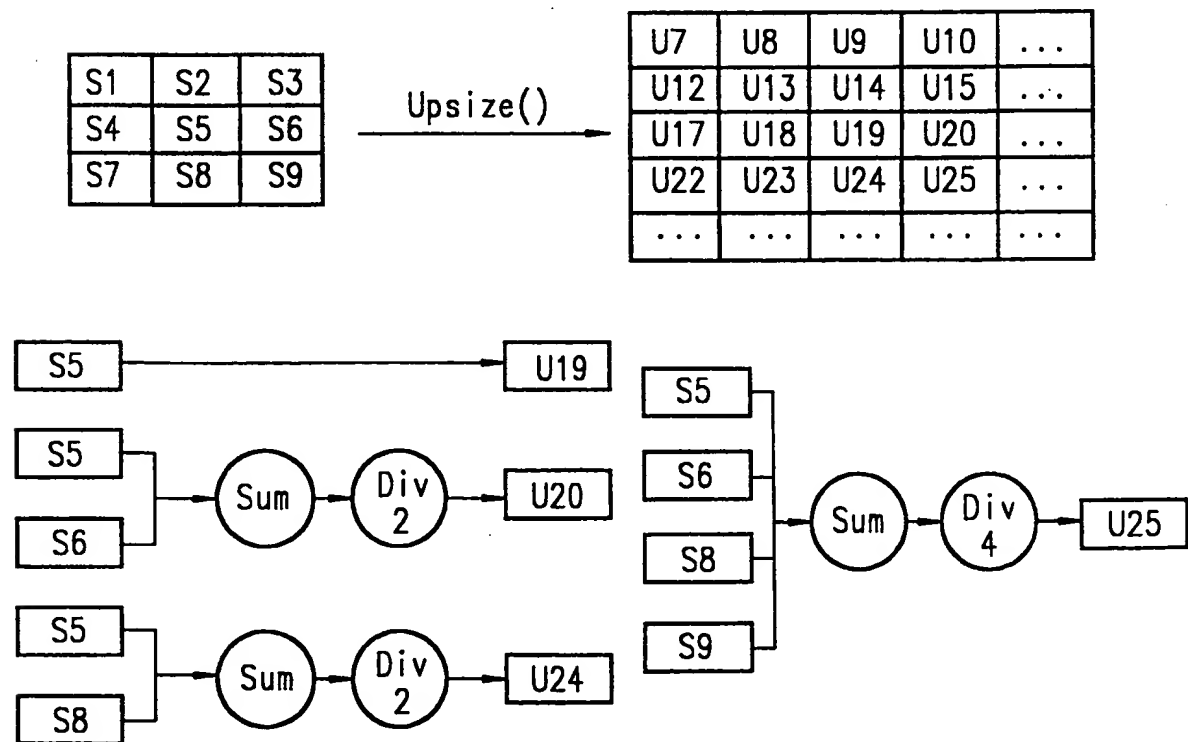 S1 S2 S3
S4 S5 S6
S7 S8 S9
Upsize()
U7 U8 U9 U10 ...
U12 U13 U14 U15 ...
U17 U18 U19 U20 ...
U22 U23 U24 U25 ...
... ... ... ... ...
S5 U19
S5
S6
Sum
Div
2
U20
S5
S8
Sum
Div
2
U24
S5
S6
S8
S9
Sum
Div
4
U25